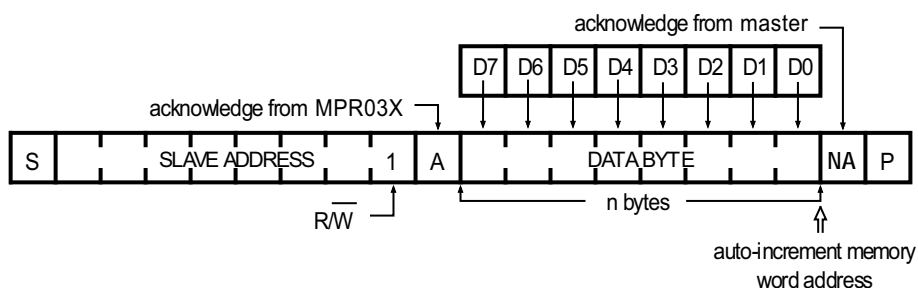 acknowledge from master
D7 D6 D5 D4 D3 D2 D1 D0
acknowledge from MPR03X
S SLAVE ADDRESS 1 A DATA BYTE NA P
R/W̅
n bytes
auto-increment memory
word address